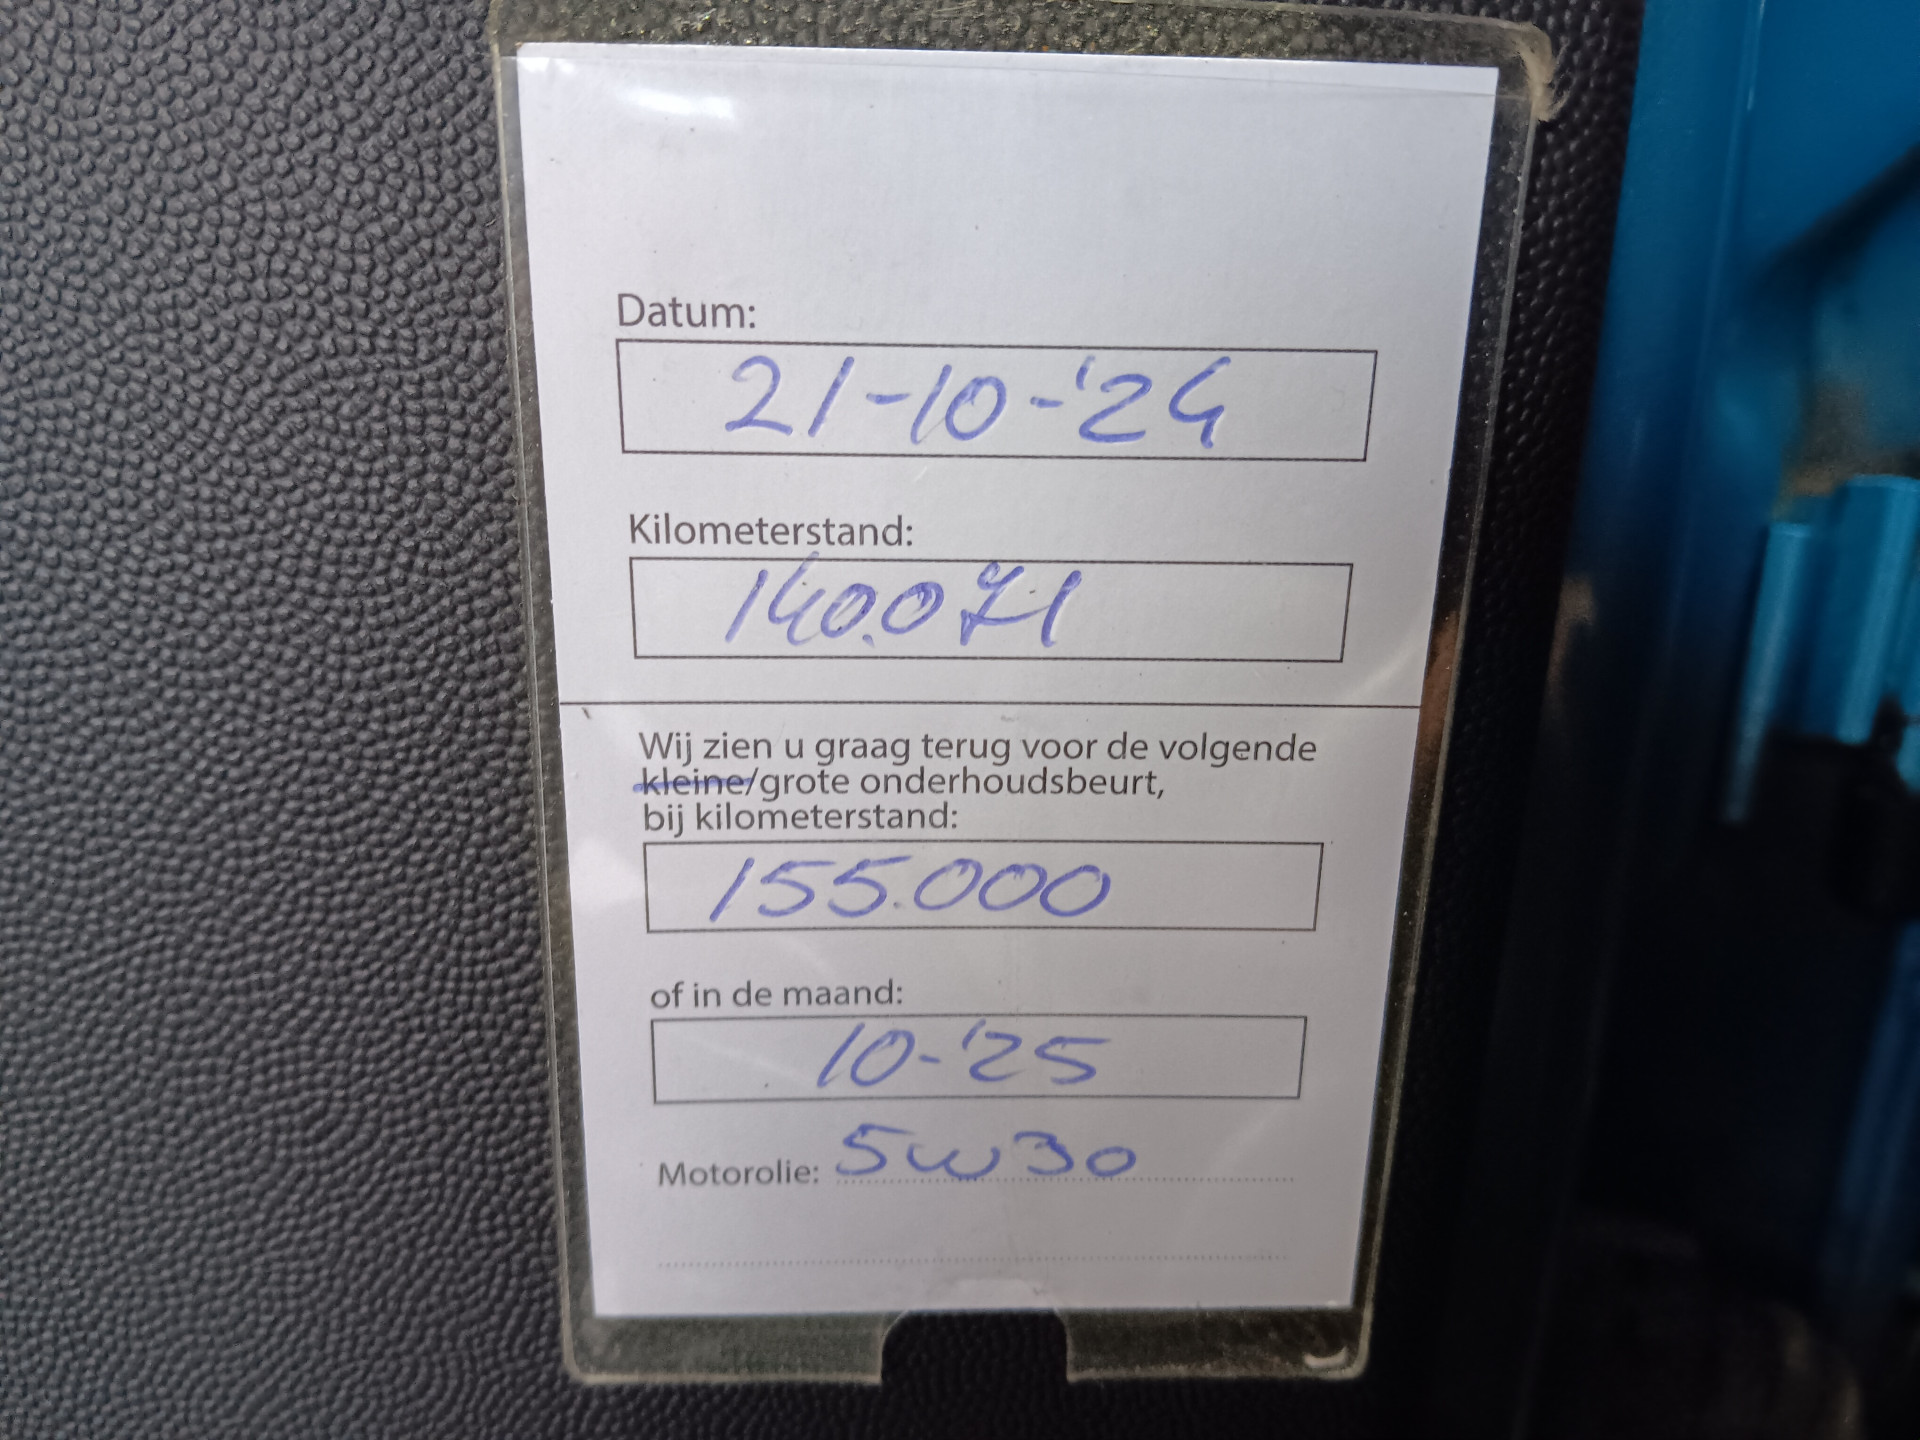 Datum:
21-10-'24
Kilometerstand:
140.071
Wij zien u graag terug voor de volgende
kleine/grote onderhoudsbeurt,
bij kilometerstand:
155.000
of in de maand:
10-'25
Motorolie: 5w30